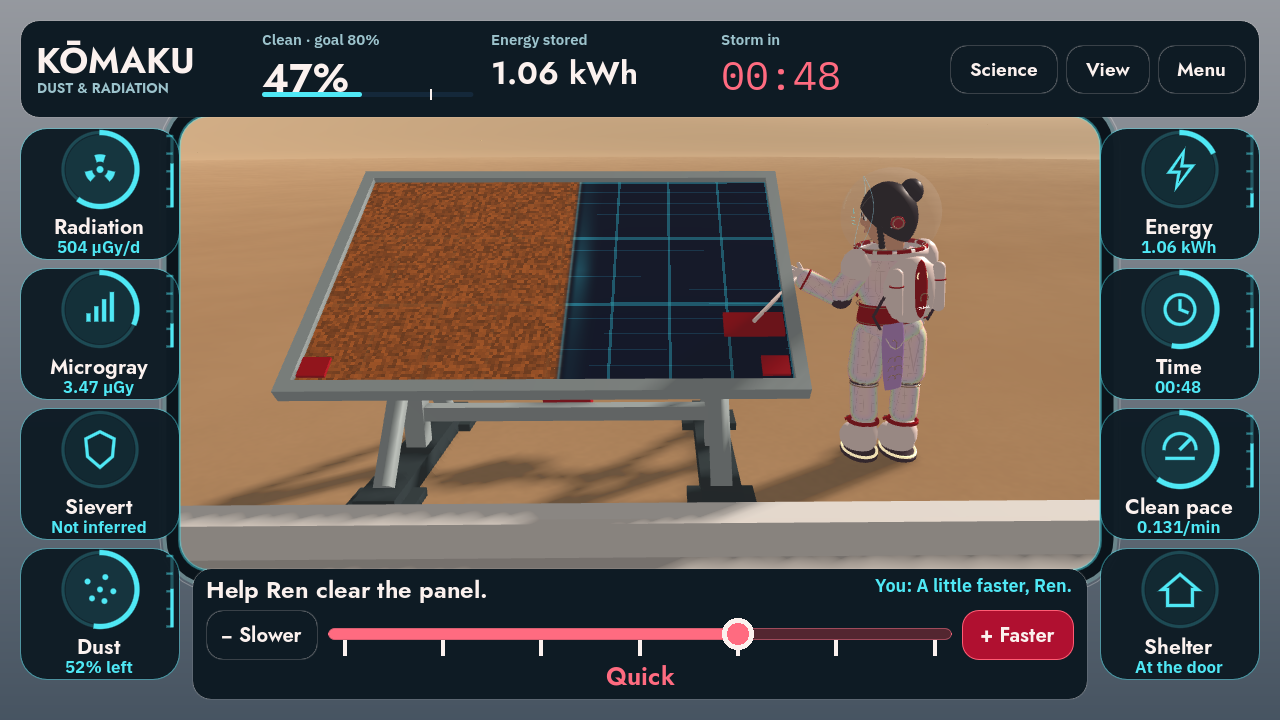 KŌMAKU
DUST & RADIATION
Clean · goal 80%
47%
Energy stored
1.06 kWh
Storm in
00:48
Science
View
Menu
Radiation
504 µGy/d
Microgray
3.47 µGy
Sievert
Not inferred
Dust
52% left
Energy
1.06 kWh
Time
00:48
Clean pace
0.131/min
Shelter
At the door
Help Ren clear the panel.
You: A little faster, Ren.
– Slower
+ Faster
Quick